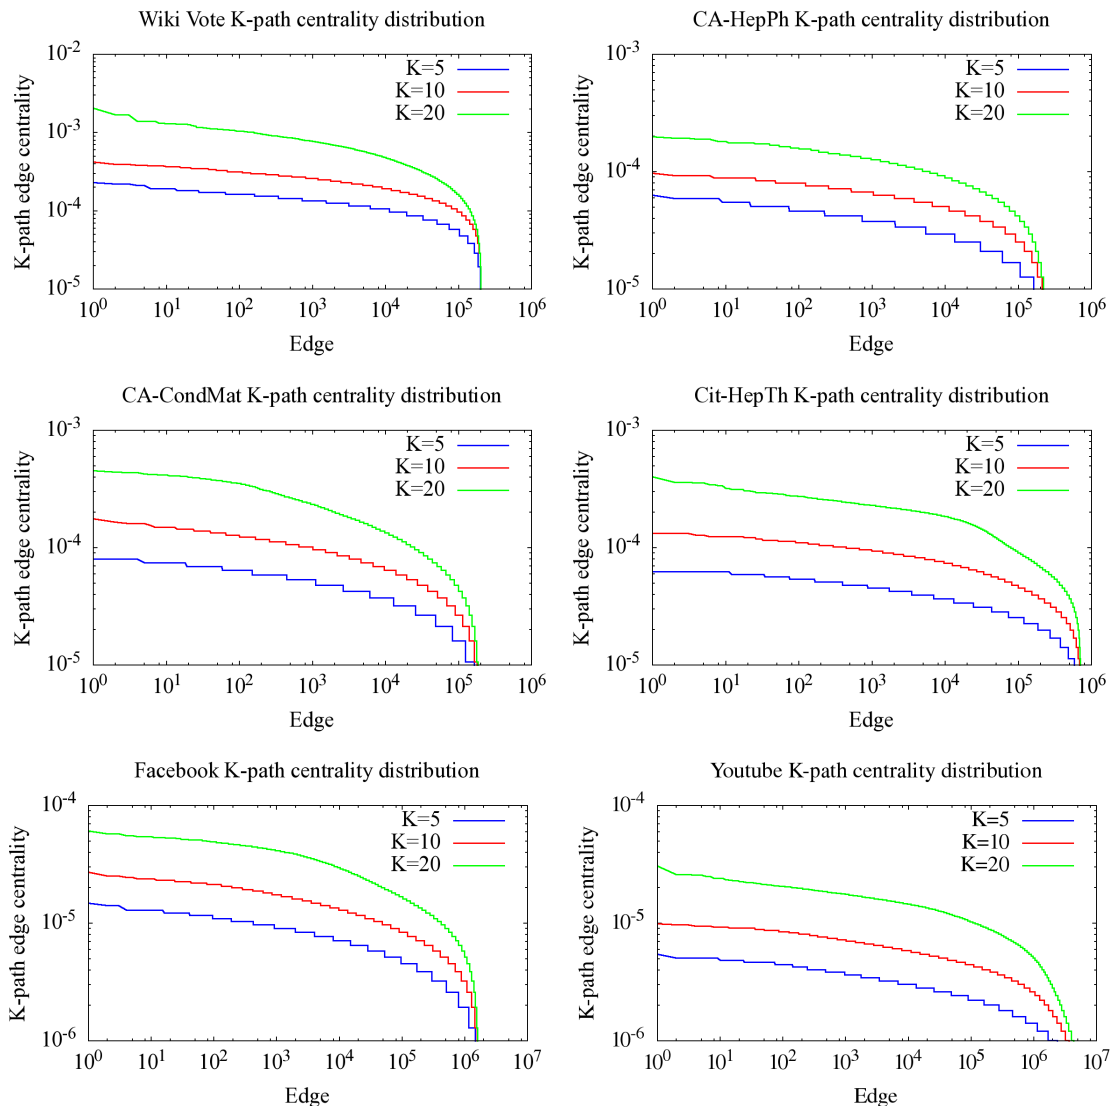 Wiki Vote K-path centrality distribution
K-path edge centrality
10^-2
10^-3
10^-4
10^-5
K=5
K=10
K=20
10^0 10^1 10^2 10^3 10^4 10^5 10^6
Edge
CA-HepPh K-path centrality distribution
K-path edge centrality
10^-3
10^-4
10^-5
K=5
K=10
K=20
10^0 10^1 10^2 10^3 10^4 10^5 10^6
Edge
CA-CondMat K-path centrality distribution
K-path edge centrality
10^-3
10^-4
10^-5
K=5
K=10
K=20
10^0 10^1 10^2 10^3 10^4 10^5 10^6
Edge
Cit-HepTh K-path centrality distribution
K-path edge centrality
10^-3
10^-4
10^-5
K=5
K=10
K=20
10^0 10^1 10^2 10^3 10^4 10^5 10^6
Edge
Facebook K-path centrality distribution
K-path edge centrality
10^-4
10^-5
10^-6
K=5
K=10
K=20
10^0 10^1 10^2 10^3 10^4 10^5 10^6 10^7
Edge
Youtube K-path centrality distribution
K-path edge centrality
10^-4
10^-5
10^-6
K=5
K=10
K=20
10^0 10^1 10^2 10^3 10^4 10^5 10^6 10^7
Edge